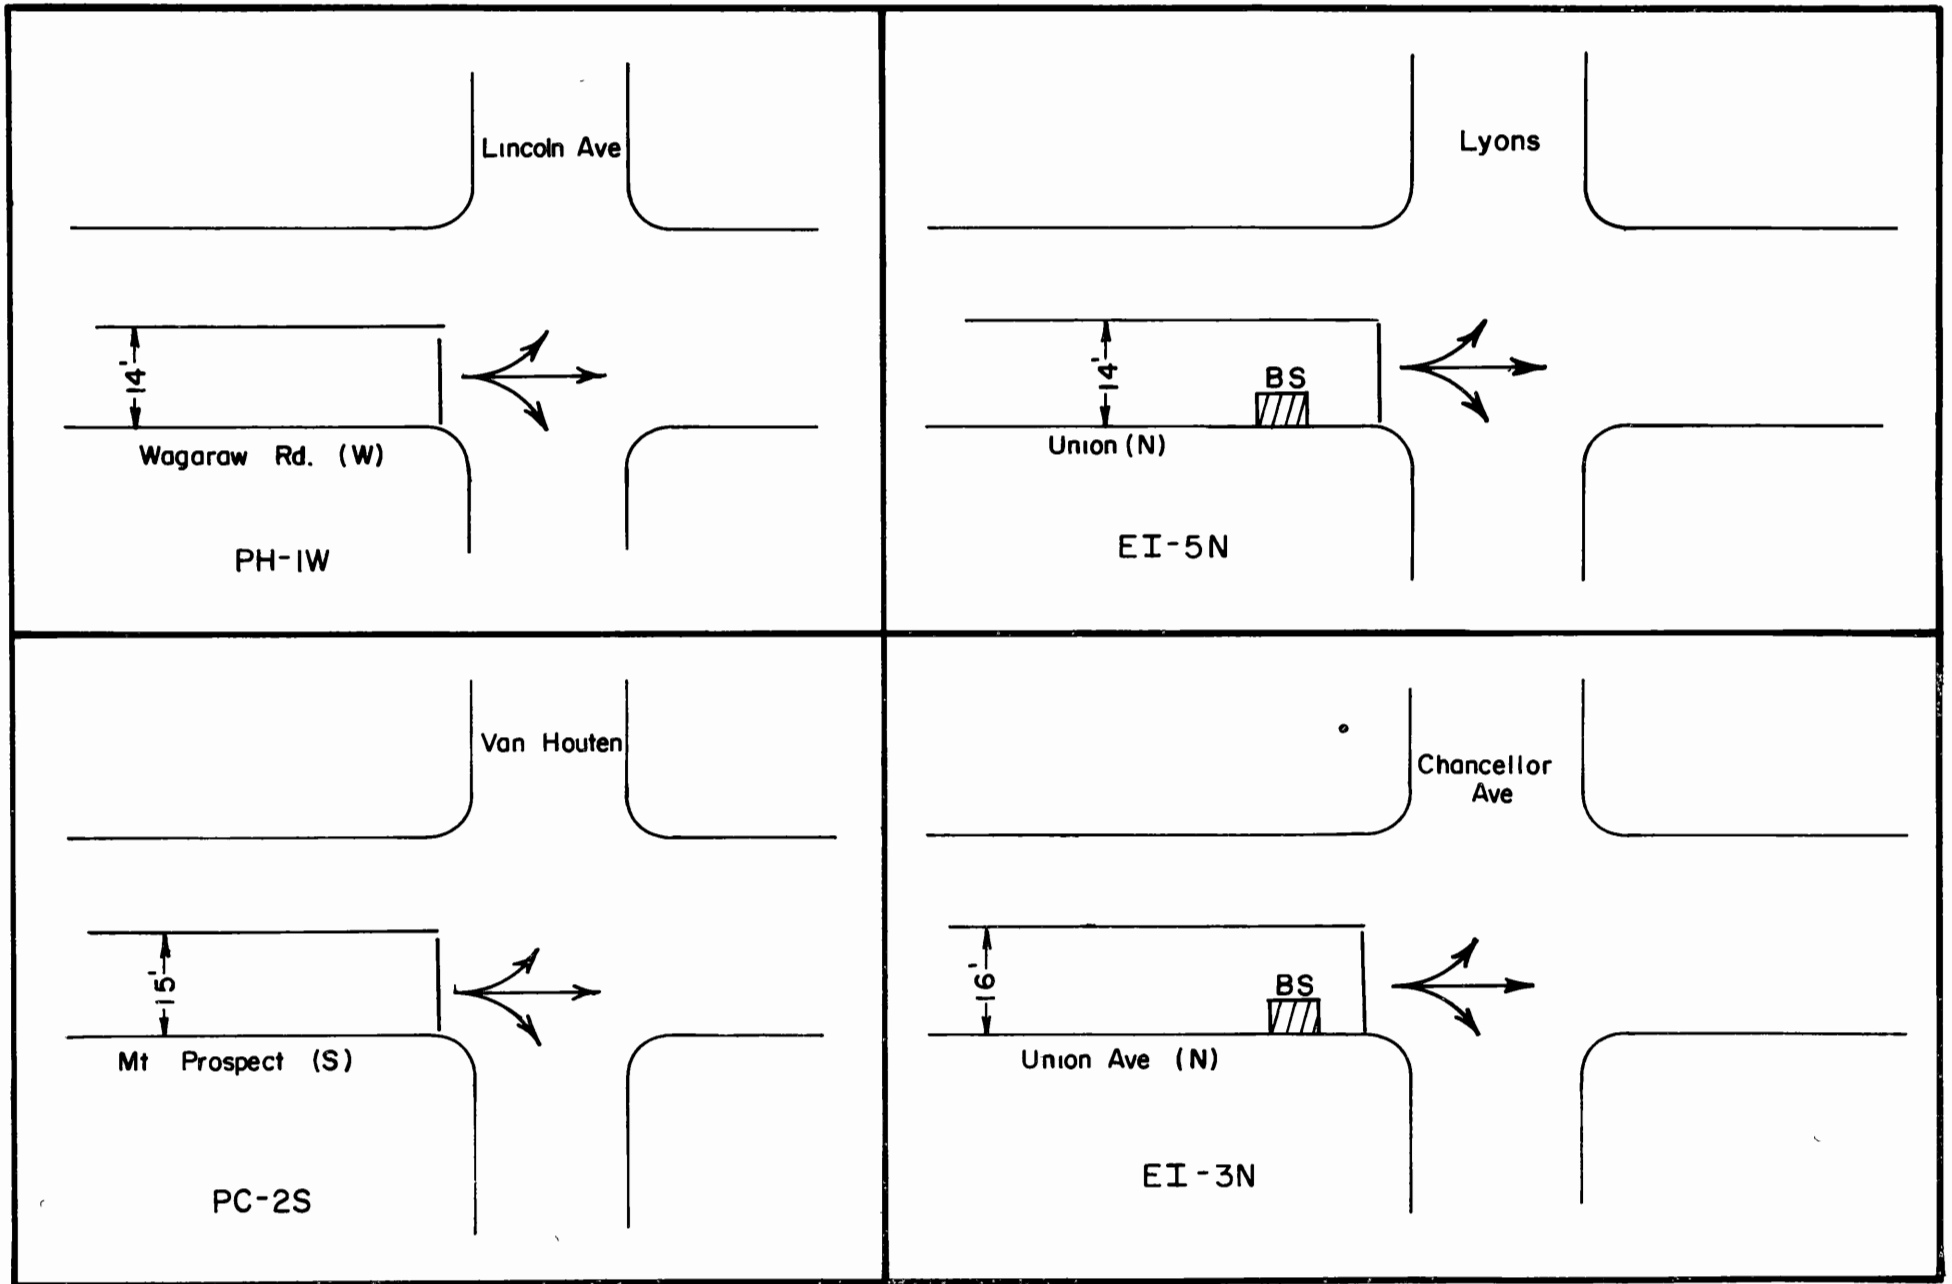 Lincoln Ave
14'
Wagaraw Rd. (W)
PH-1W
Lyons
14'
BS
Union (N)
EI-5N
Van Houten
15'
Mt Prospect (S)
PC-2S
Chancellor
Ave
16'
BS
Union Ave (N)
EI-3N